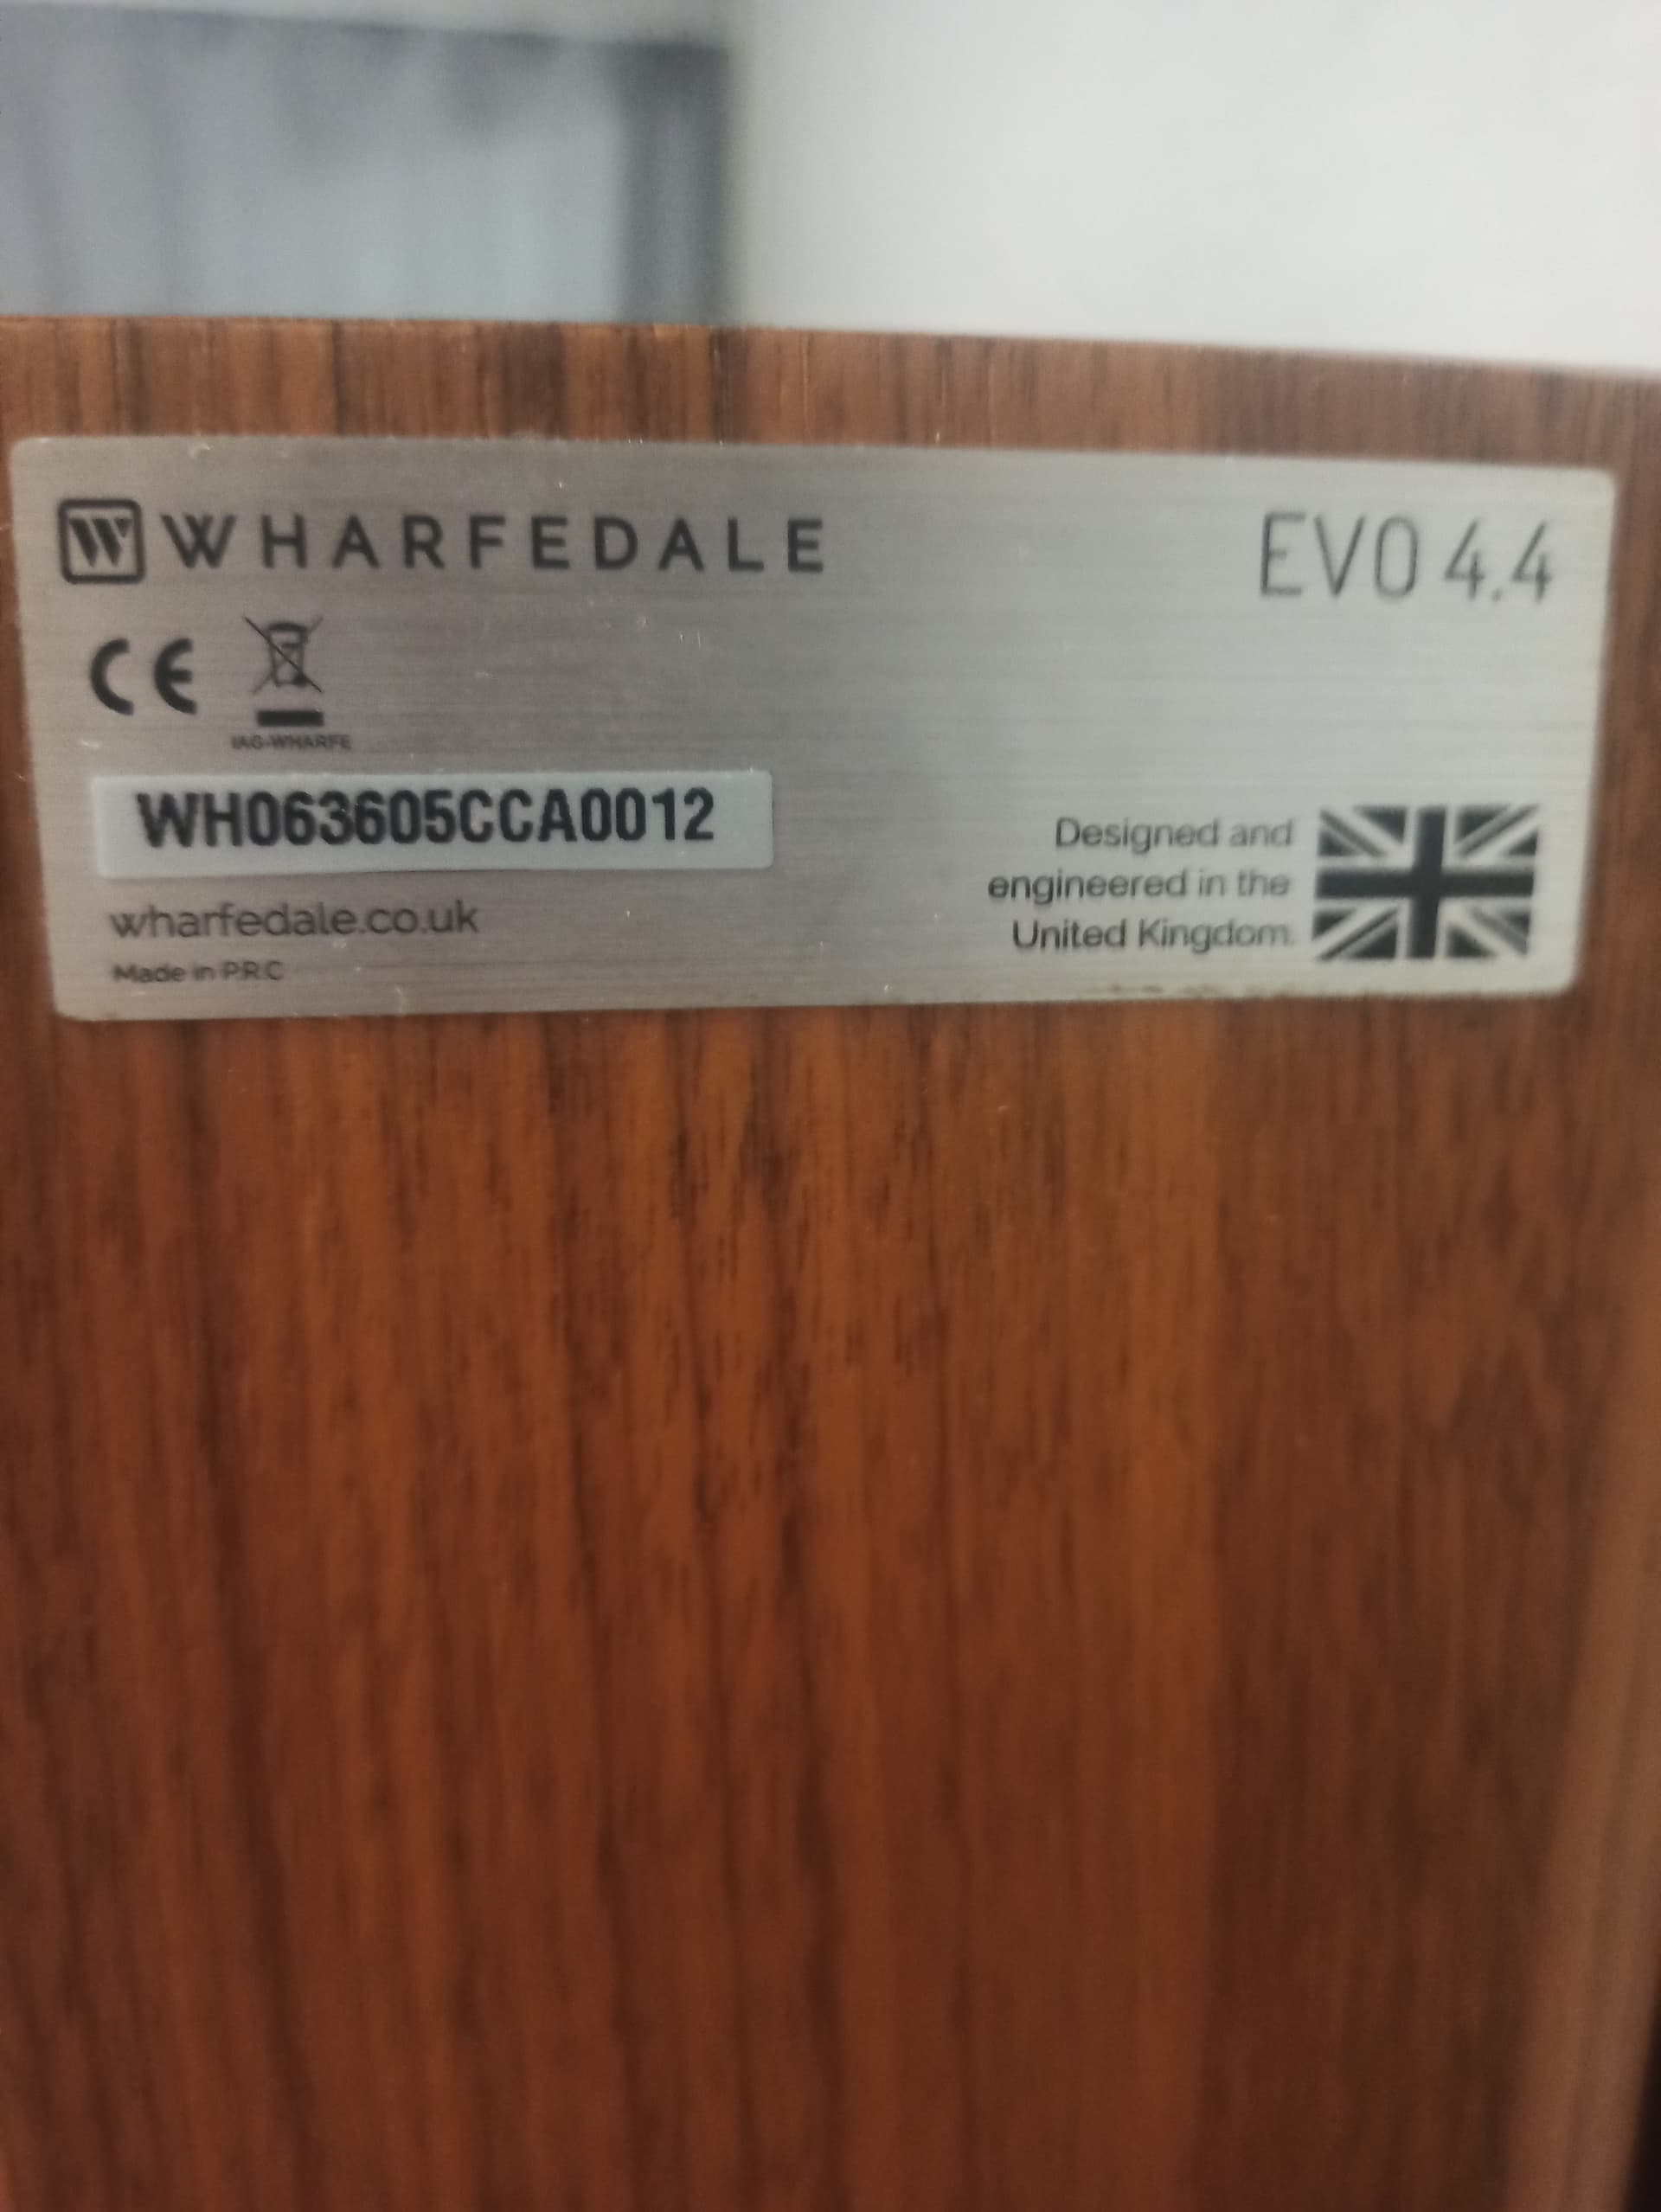 W WHARFEDALE
EVO 4.4
CE
IAG-WHARFE
WH063605CCA0012
wharfedale.co.uk
Made in P.R.C
Designed and
engineered in the
United Kingdom.